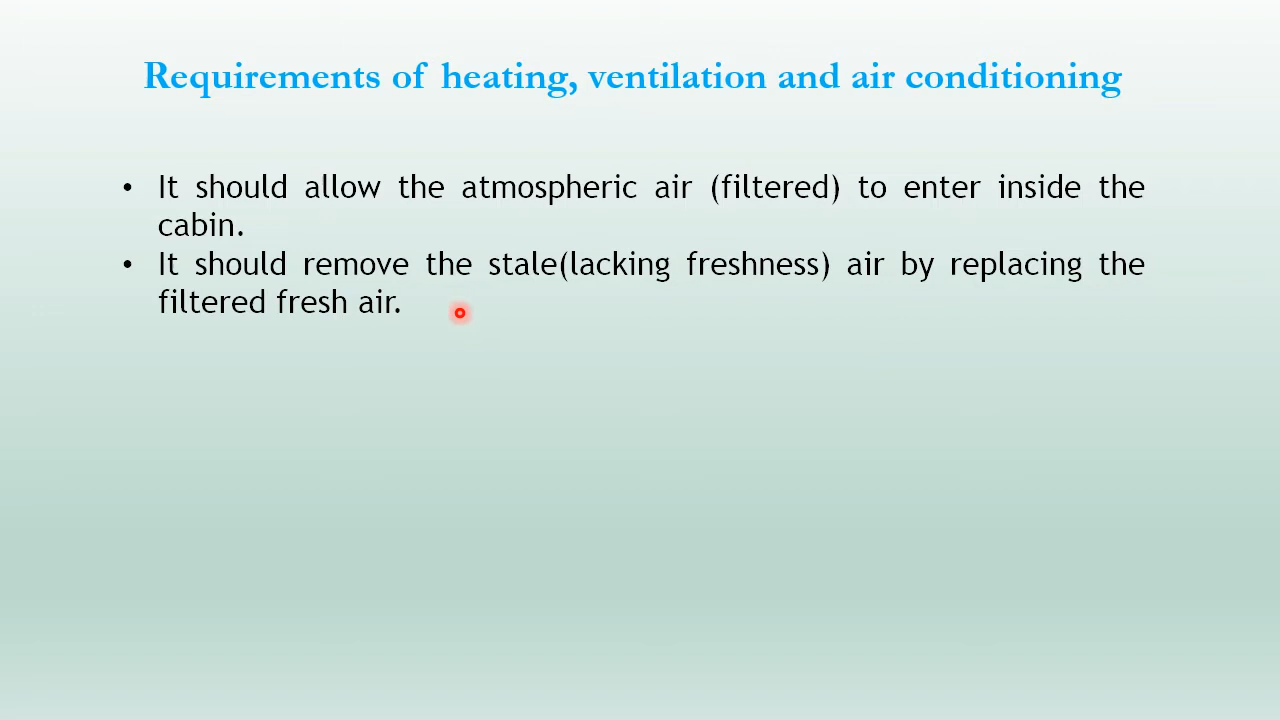 Requirements of heating, ventilation and air conditioning
• It should allow the atmospheric air (filtered) to enter inside the
cabin.
• It should remove the stale(lacking freshness) air by replacing the
filtered fresh air.